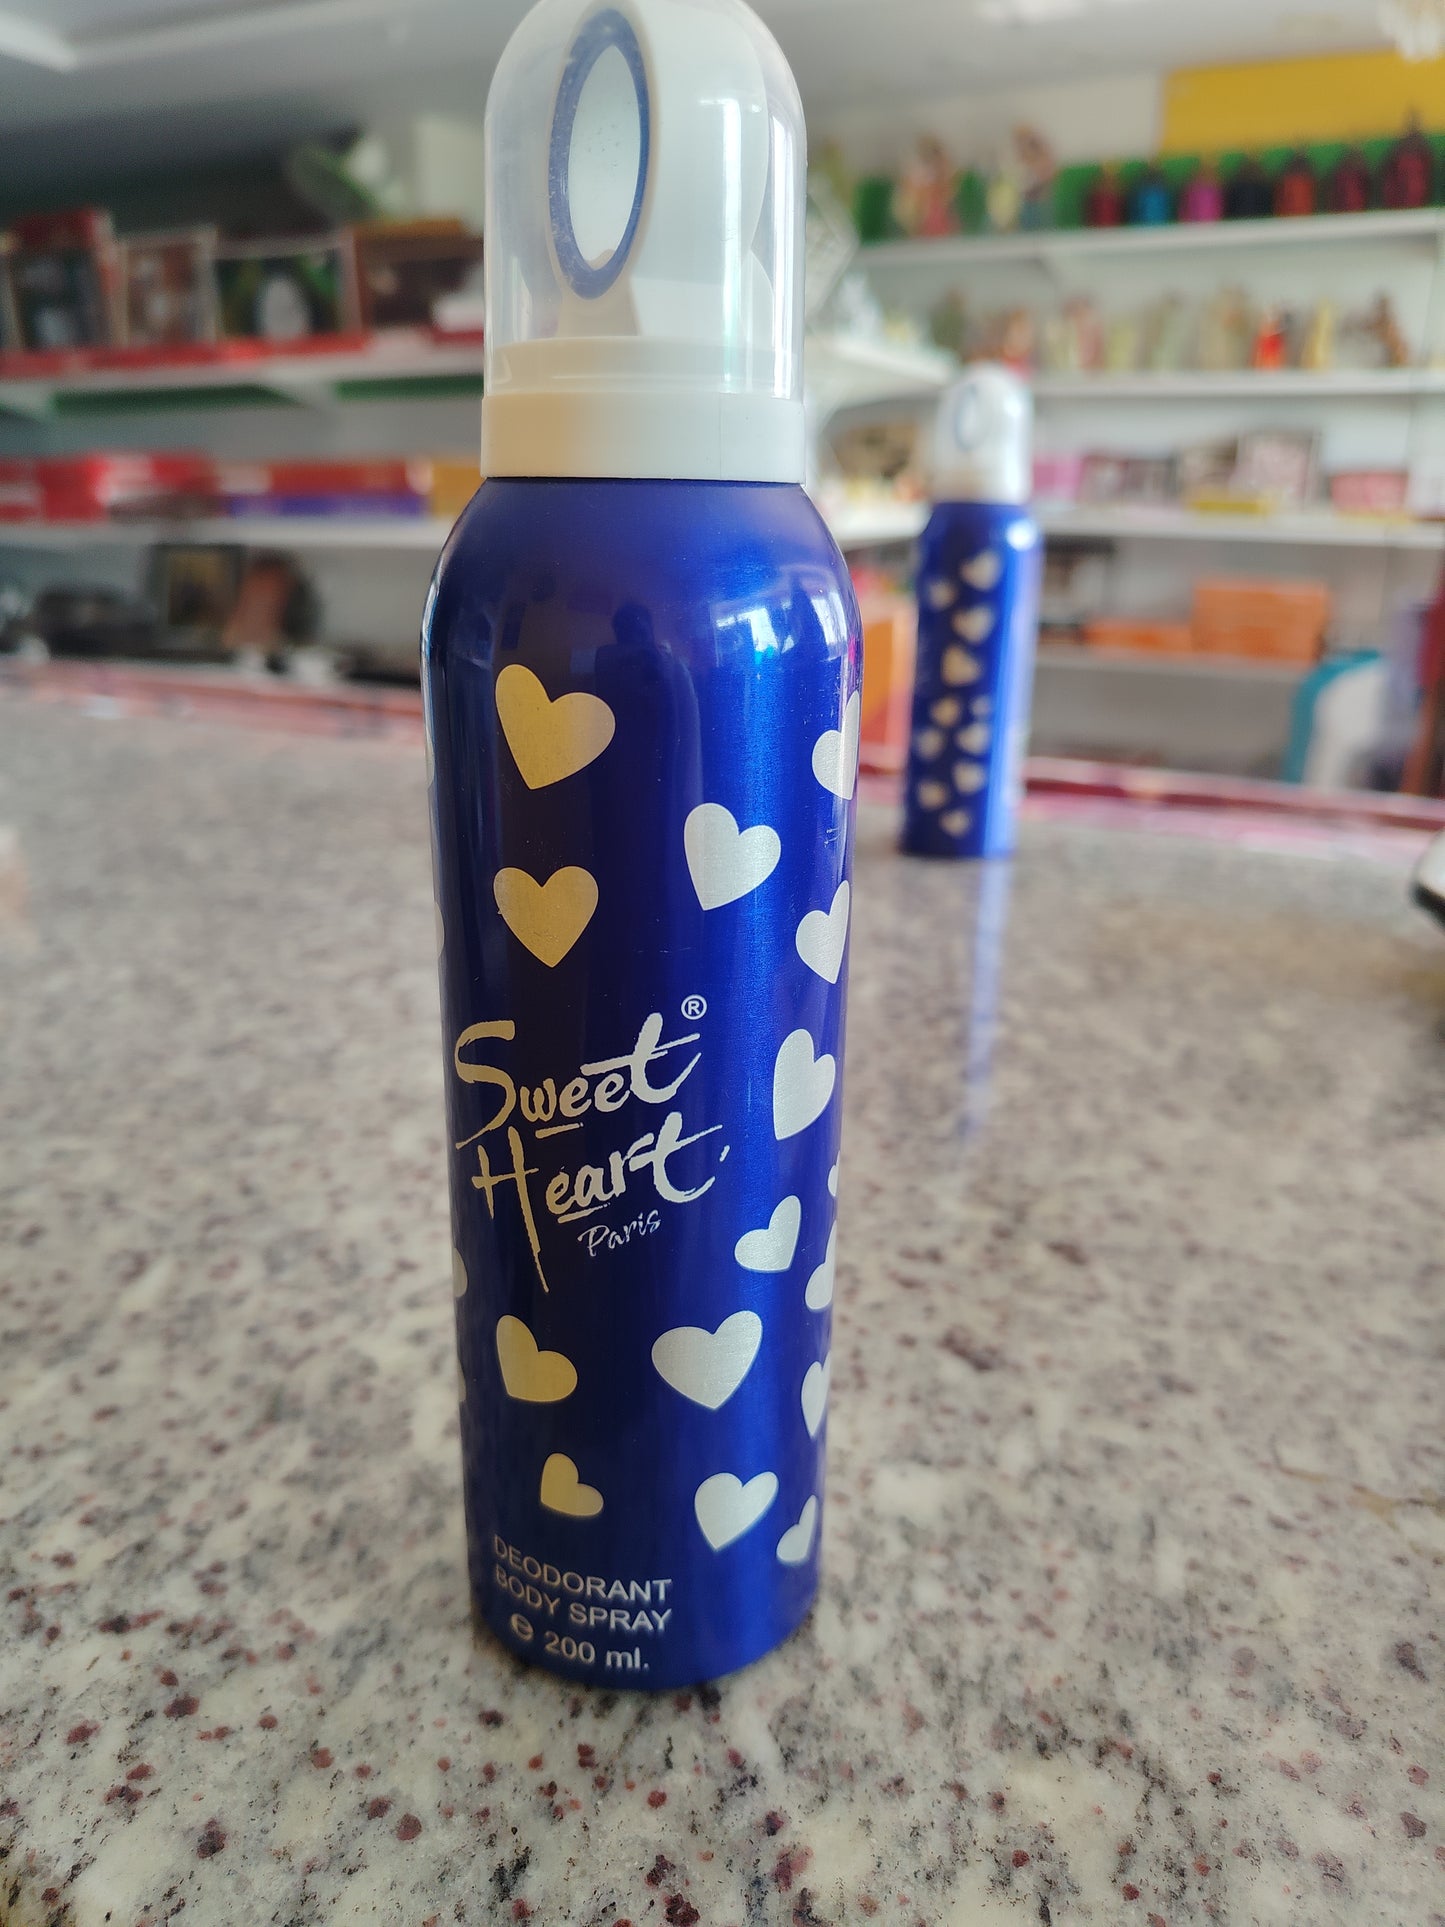 Sweet®
Heart
Paris
DEODORANT
BODY SPRAY
℮ 200 ml.